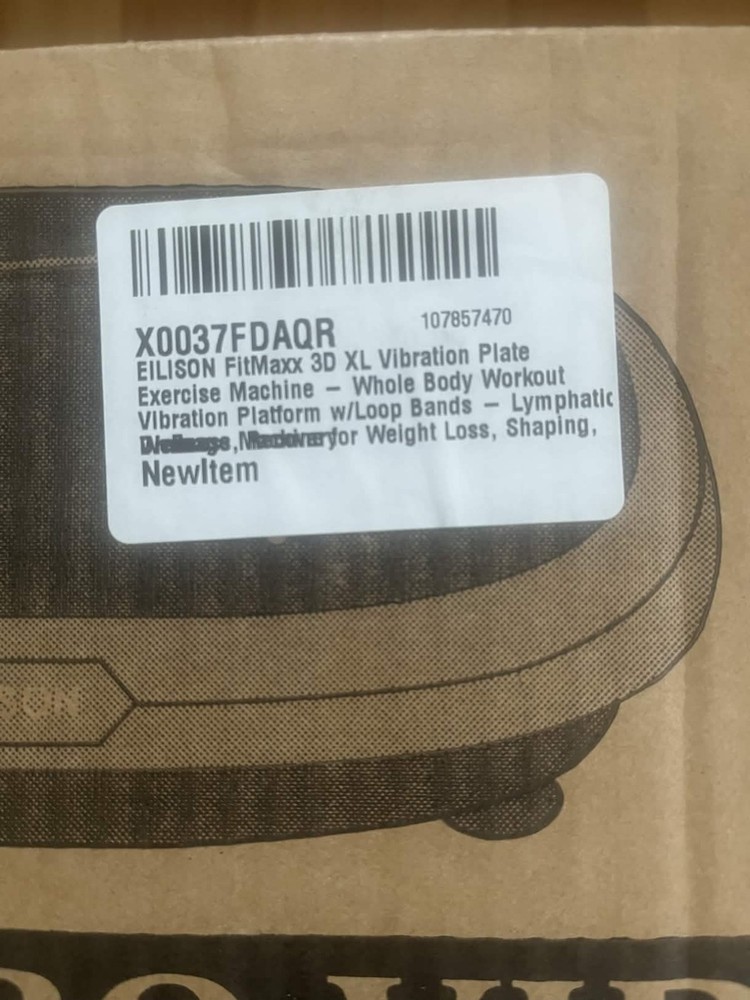 X0037FDAQR
107857470
EILISON FitMaxx 3D XL Vibration Plate
Exercise Machine – Whole Body Workout
Vibration Platform w/Loop Bands – Lymphatic
for Weight Loss, Shaping,
NewItem
SON